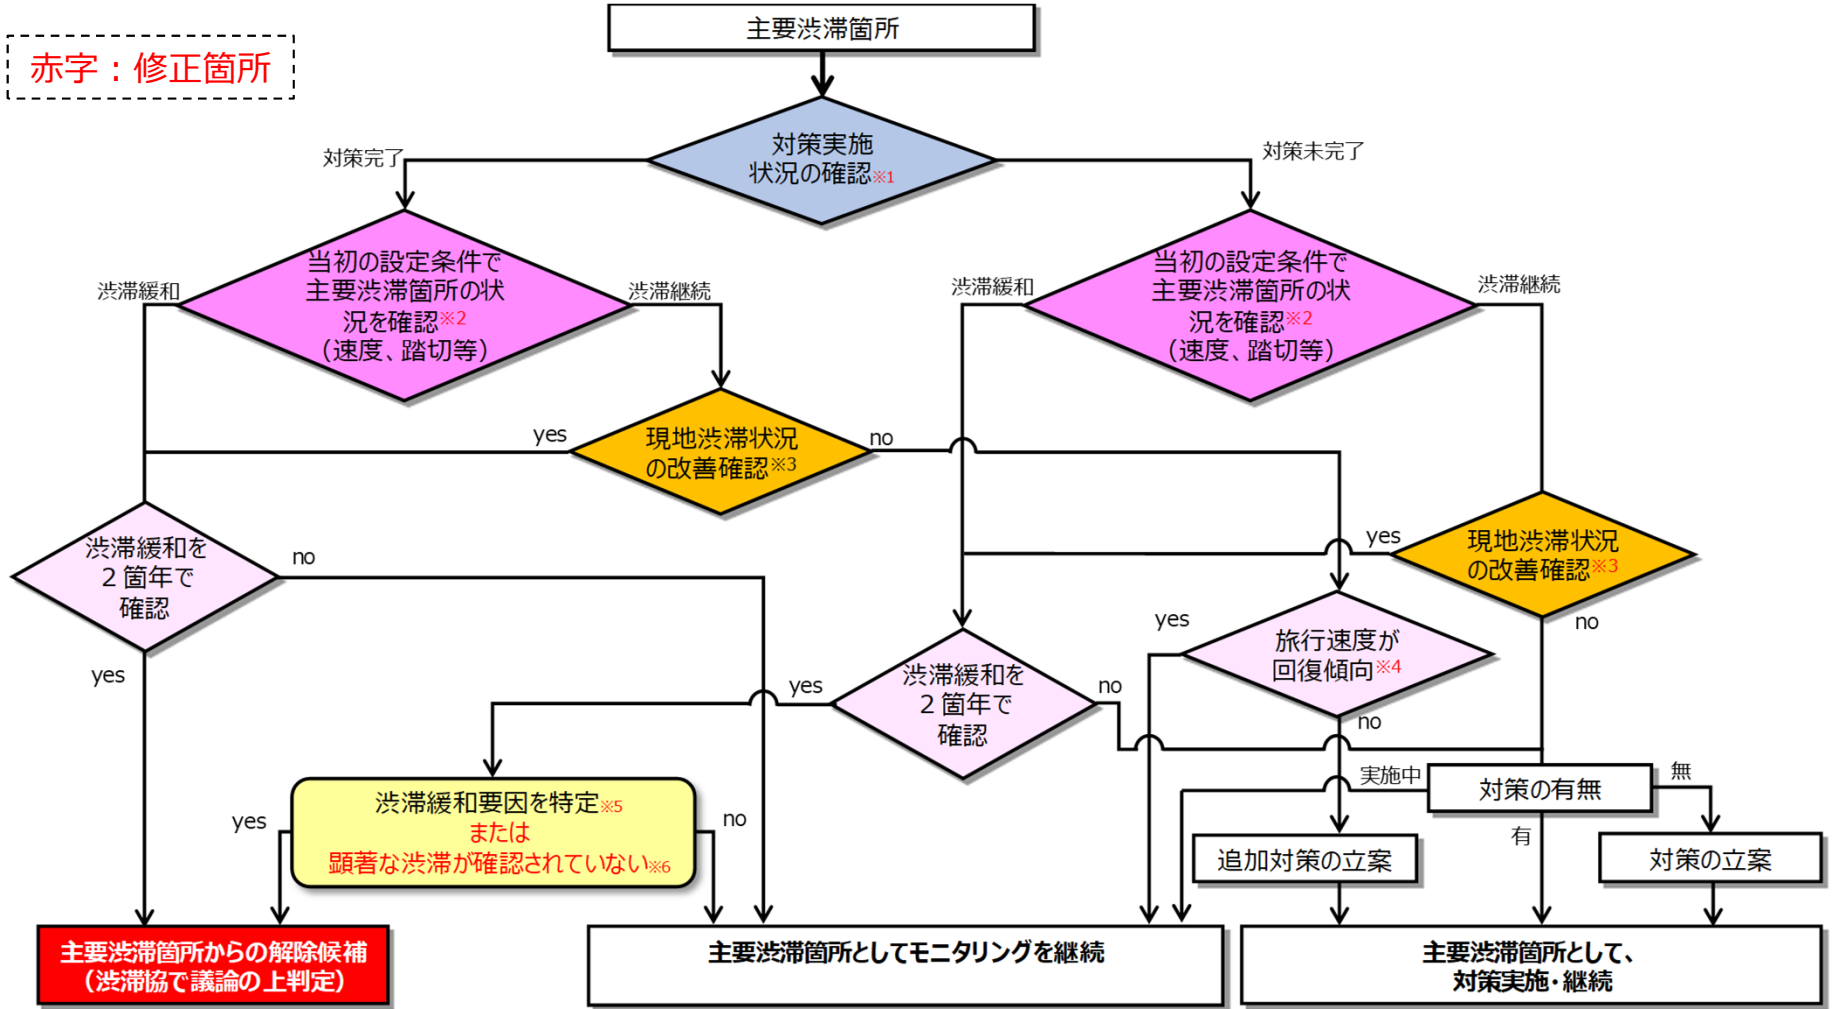 主要渋滞箇所
赤字：修正箇所
対策実施
状況の確認※1
対策完了
対策未完了
当初の設定条件で
主要渋滞箇所の状
況を確認※2
（速度、踏切等）
渋滞緩和
渋滞継続
当初の設定条件で
主要渋滞箇所の状
況を確認※2
（速度、踏切等）
渋滞緩和
渋滞継続
yes
現地渋滞状況
の改善確認※3
no
渋滞緩和を
２箇年で
確認
no
yes
yes
現地渋滞状況
の改善確認※3
no
yes
旅行速度が
回復傾向※4
no
yes
渋滞緩和を
２箇年で
確認
no
実施中
対策の有無
無
有
yes
渋滞緩和要因を特定※5
または
顕著な渋滞が確認されていない※6
no
追加対策の立案
対策の立案
主要渋滞箇所からの解除候補
（渋滞協で議論の上判定）
主要渋滞箇所としてモニタリングを継続
主要渋滞箇所として、
対策実施・継続